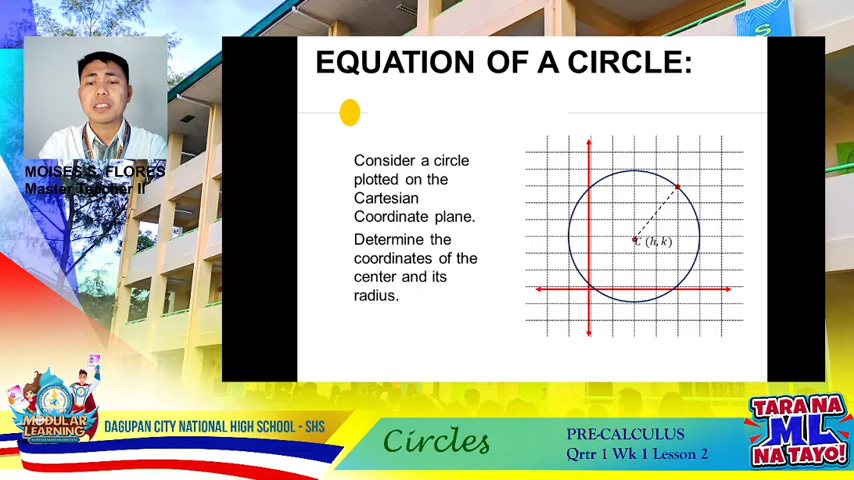 EQUATION OF A CIRCLE:
MOISES S. FLORES
Master Teacher II
Consider a circle
plotted on the
Cartesian
Coordinate plane.
Determine the
coordinates of the
center and its
radius.
C (h, k)
MODULAR
LEARNING
DAGUPAN CITY NATIONAL HIGH SCHOOL - SHS
Circles
PRE-CALCULUS
Qrtr 1 Wk 1 Lesson 2
TARA NA
ML
NA TAYO!